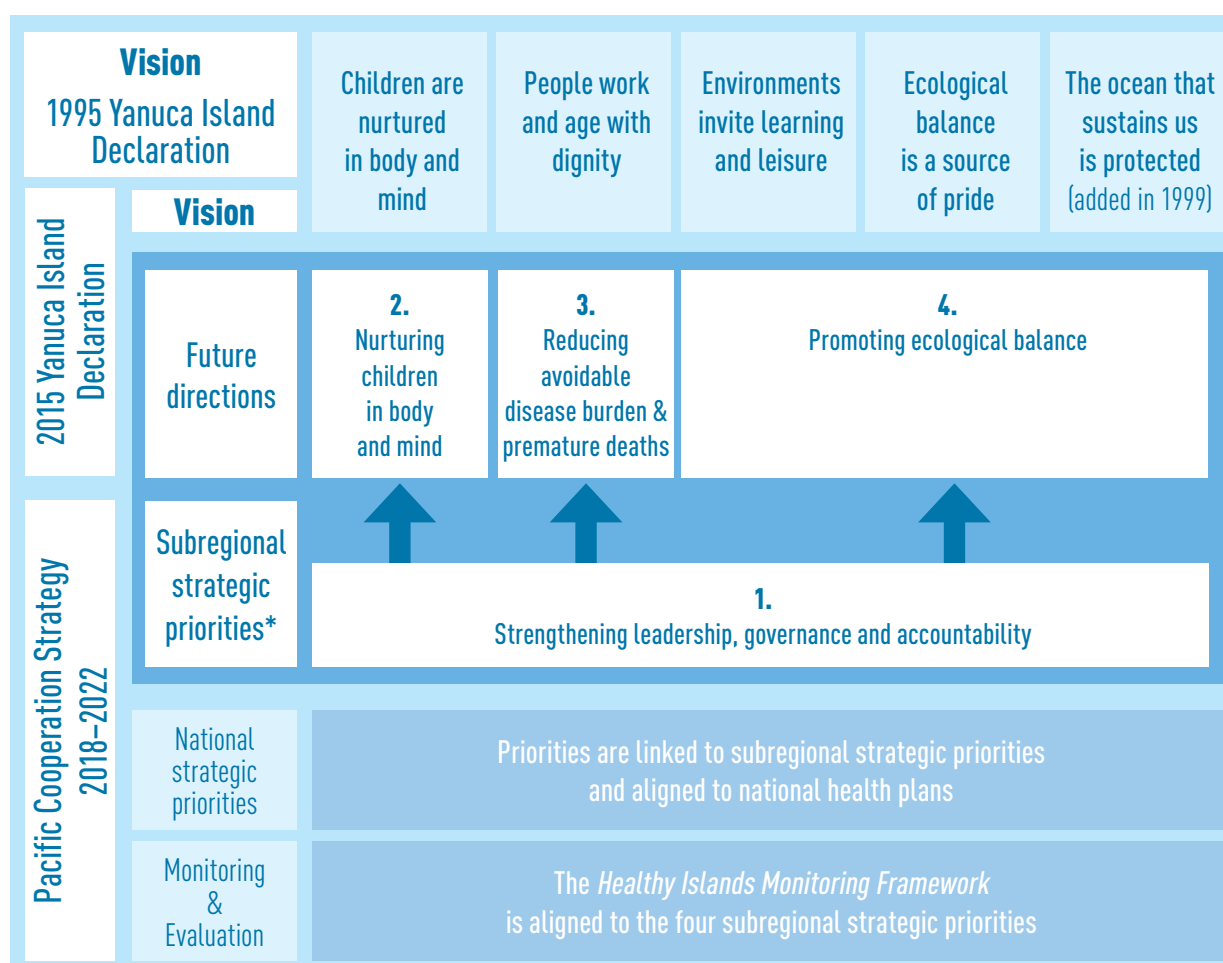 Vision
1995 Yanuca Island
Declaration
Children are
nurtured
in body and
mind
People work
and age with
dignity
Environments
invite learning
and leisure
Ecological
balance
is a source
of pride
The ocean that
sustains us
is protected
(added in 1999)
2015 Yanuca Island
Declaration
Vision
Future
directions
2.
Nurturing
children
in body
and mind
3.
Reducing
avoidable
disease burden &
premature deaths
4.
Promoting ecological balance
Pacific Cooperation Strategy
2018–2022
Subregional
strategic
priorities*
1.
Strengthening leadership, governance and accountability
National
strategic
priorities
Priorities are linked to subregional strategic priorities
and aligned to national health plans
Monitoring
&
Evaluation
The Healthy Islands Monitoring Framework
is aligned to the four subregional strategic priorities